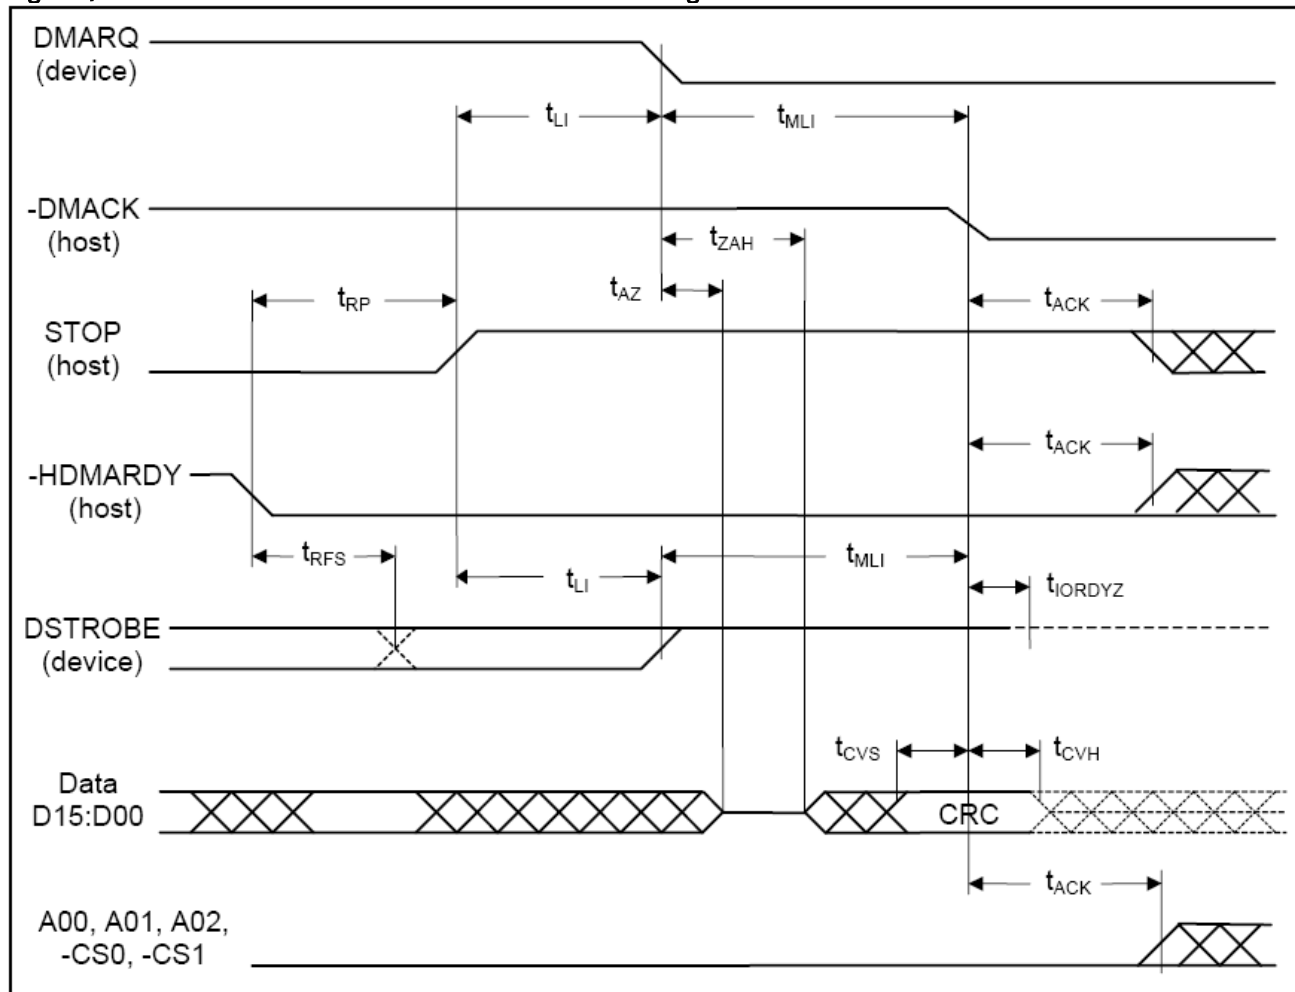 DMARQ
(device)
tLI
tMLI
-DMACK
(host)
tZAH
tAZ
tRP
tACK
STOP
(host)
tACK
-HDMARDY
(host)
tRFS
tMLI
tLI
tIORDYZ
DSTROBE
(device)
tCVS
tCVH
Data
D15:D00
CRC
tACK
A00, A01, A02,
-CS0, -CS1